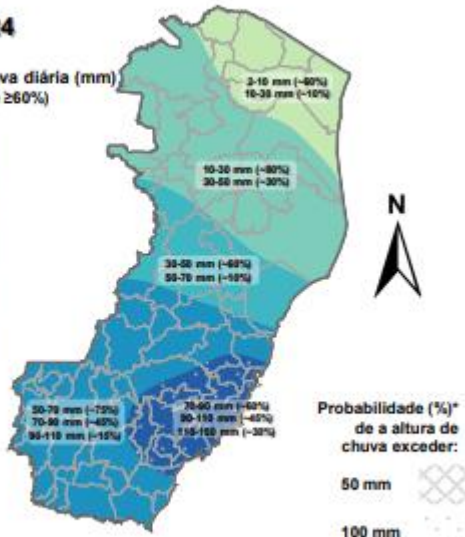 4
va diária (mm)
≥60%)
2-10 mm (~60%)
10-30 mm (~10%)
10-30 mm (~80%)
30-50 mm (~30%)
N
30-50 mm (~60%)
50-70 mm (~10%)
50-70 mm (~75%)
70-90 mm (~45%)
90-110 mm (~15%)
70-90 mm (~60%)
90-110 mm (~45%)
110-150 mm (~30%)
Probabilidade (%)*
de a altura de
chuva exceder:
50 mm
100 mm